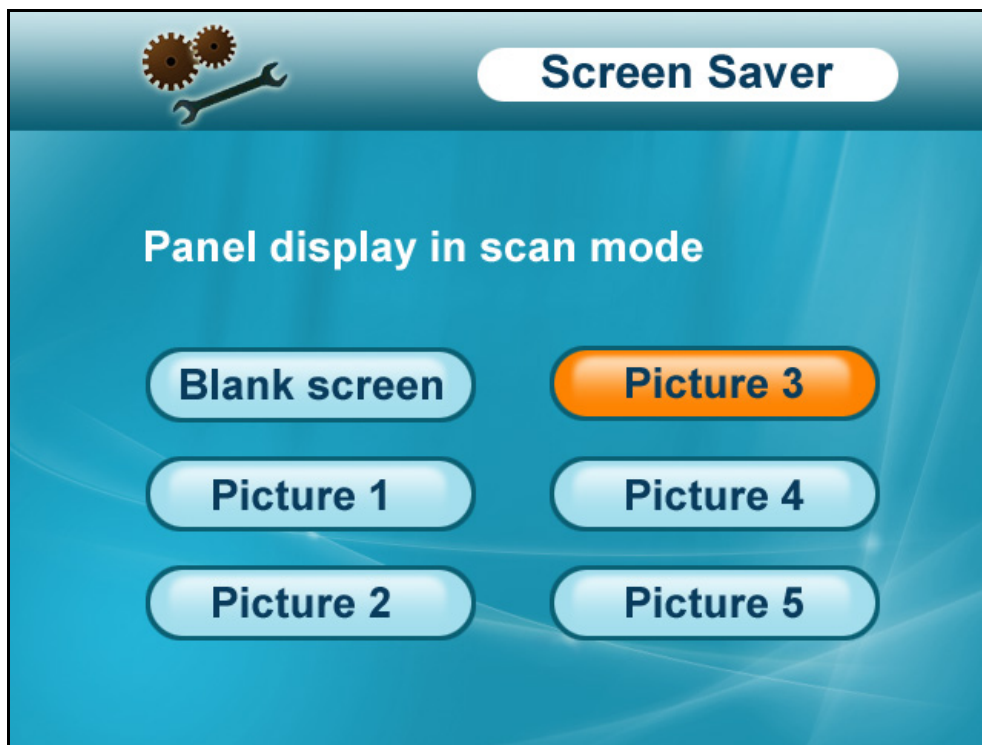 Screen Saver
Panel display in scan mode
Blank screen
Picture 3
Picture 1
Picture 4
Picture 2
Picture 5